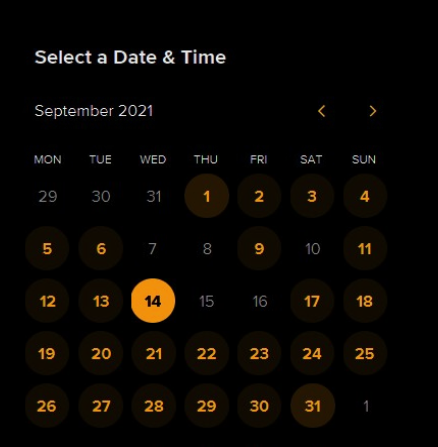 Select a Date & Time
September 2021
MON TUE WED THU FRI SAT SUN
29 30 31 1 2 3 4
5 6 7 8 9 10 11
12 13 14 15 16 17 18
19 20 21 22 23 24 25
26 27 28 29 30 31 1